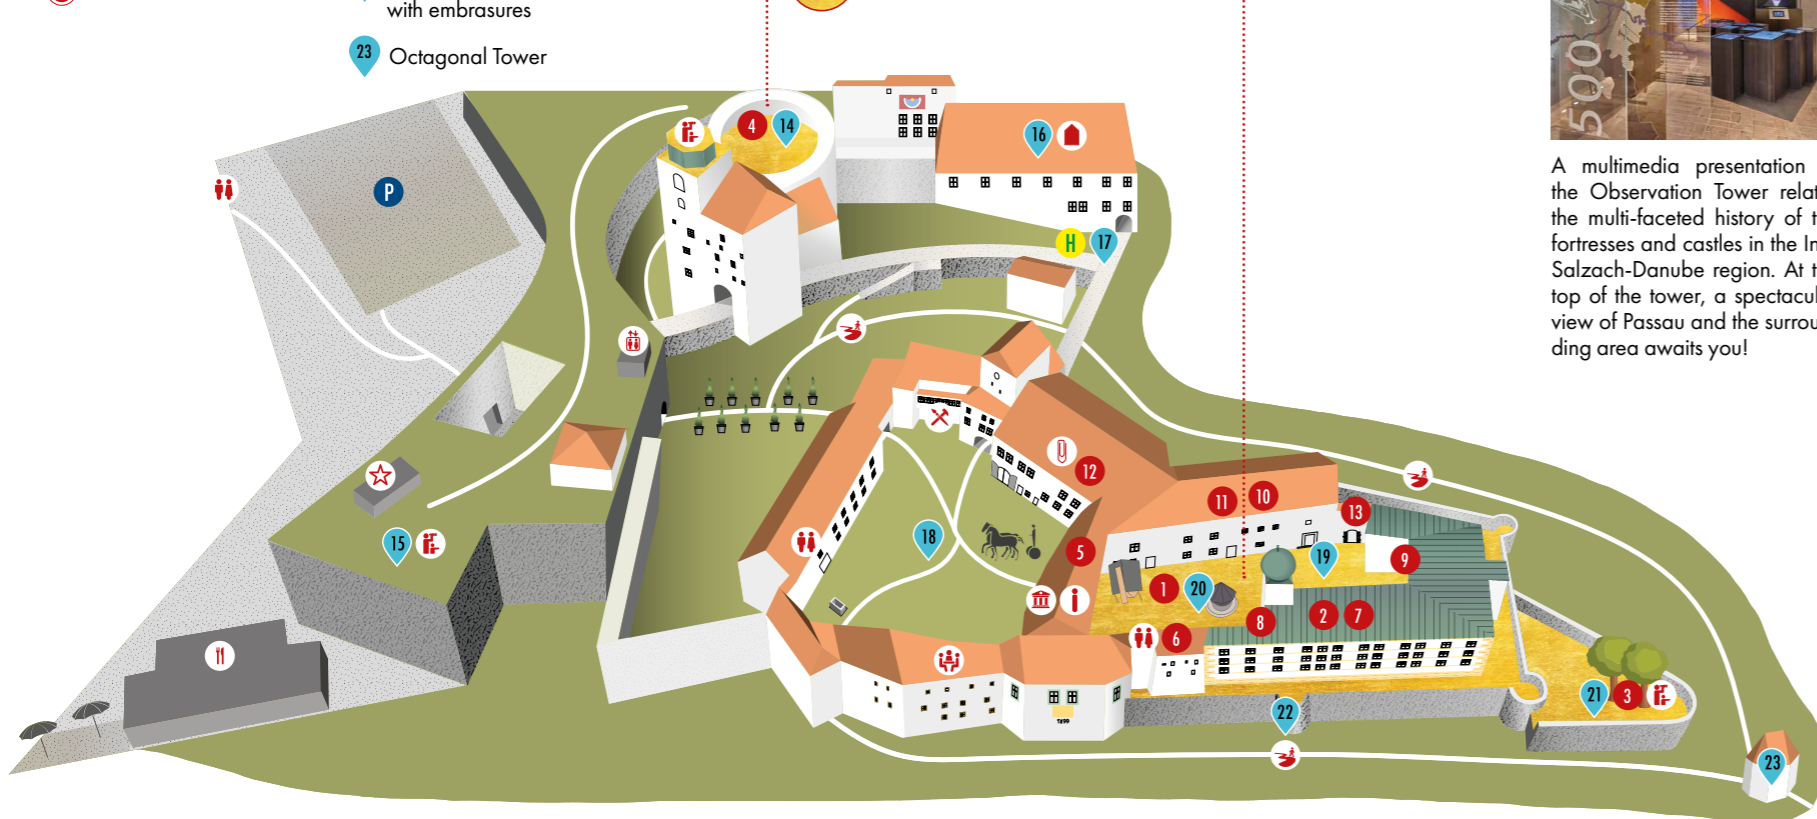 with embrasures
23 Octagonal Tower
500
A multimedia presentation
the Observation Tower relat
the multi-faceted history of t
fortresses and castles in the In
Salzach-Danube region. At t
top of the tower, a spectacul
view of Passau and the surrou
ding area awaits you!
4 14
16
P
H 17
12
11 10
13
15
18
5
19
9
1 20
i
2 7
8
6
21 3
22
23
1499